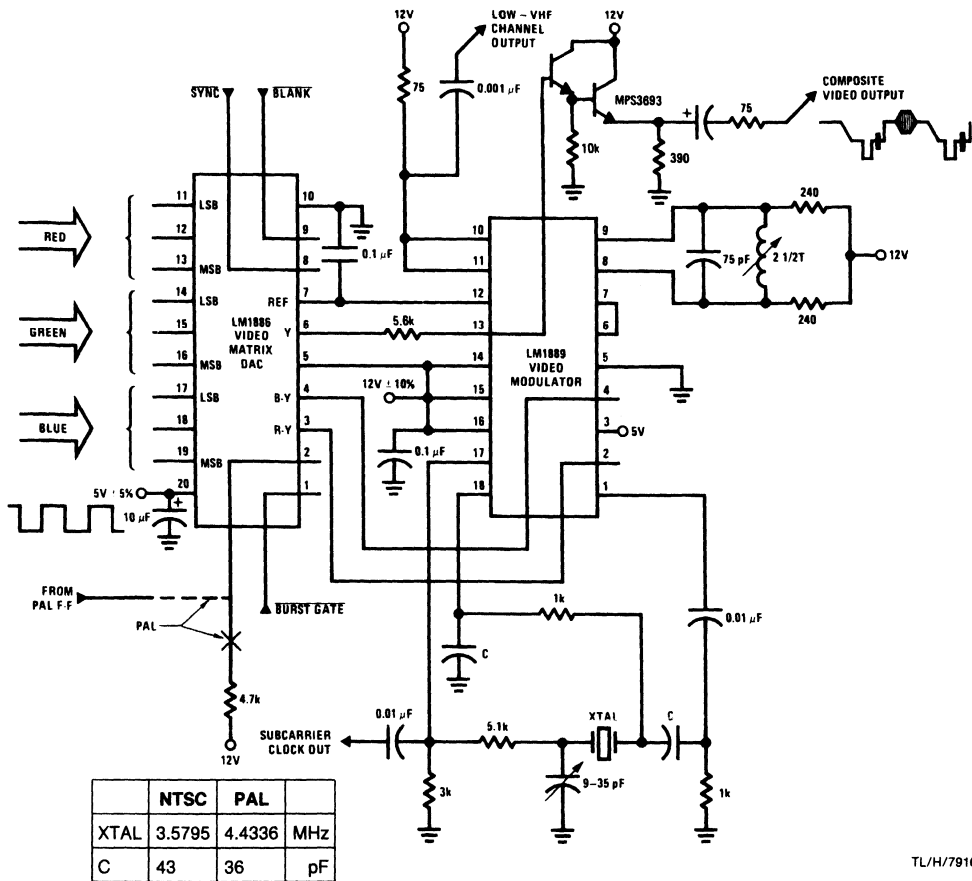 12V
LOW – VHF
CHANNEL
OUTPUT
12V
SYNC
BLANK
75
0.001 µF
MPS3693
COMPOSITE
VIDEO OUTPUT
+
75
10k
390
RED
11
LSB
12
13
MSB
GREEN
14
LSB
15
16
MSB
BLUE
17
LSB
18
19
MSB
20
LM1886
VIDEO
MATRIX
DAC
10
9
8
REF
7
Y
6
5
B-Y
4
R-Y
3
2
1
0.1 µF
5.6k
12V ± 10%
0.1 µF
10
11
12
13
14
15
16
17
18
LM1889
VIDEO
MODULATOR
9
8
7
6
5
4
3
5V
2
1
240
75 pF
2 1/2T
12V
240
5V ± 5%
+
10 µF
FROM
PAL F-F
PAL
BURST GATE
4.7k
12V
1k
C
0.01 µF
0.01 µF
SUBCARRIER
CLOCK OUT
5.1k
XTAL
C
3k
9–35 pF
1k
NTSC PAL
XTAL 3.5795 4.4336 MHz
C 43 36 pF